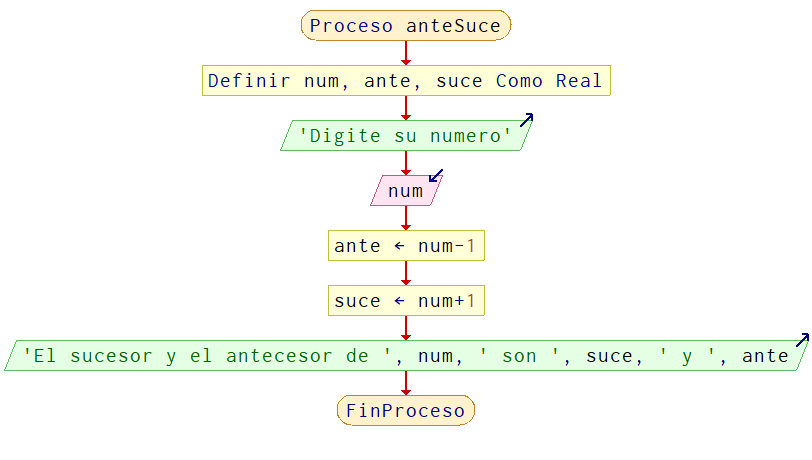 Proceso anteSuce
Definir num, ante, suce Como Real
'Digite su numero'
num
ante ← num-1
suce ← num+1
'El sucesor y el antecesor de ', num, ' son ', suce, ' y ', ante
FinProceso